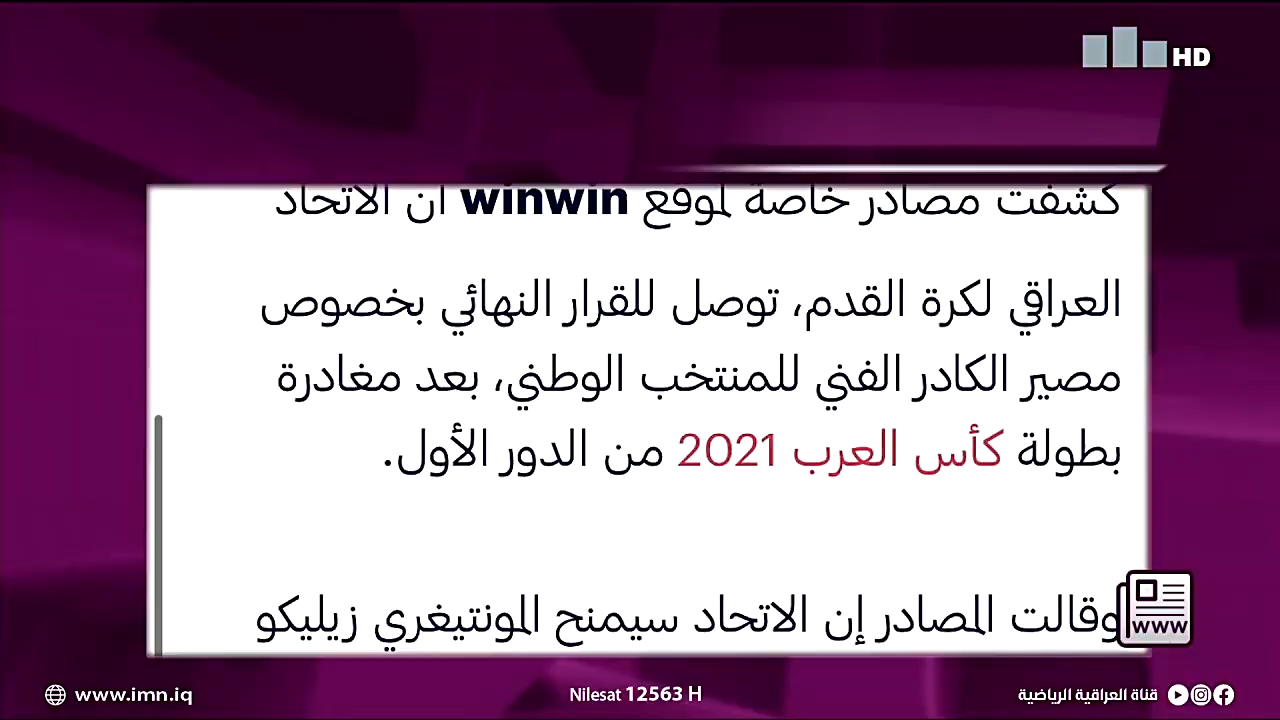 HD
كشفت مصادر خاصة لموقع winwin أن الاتحاد
العراقي لكرة القدم، توصل للقرار النهائي بخصوص
مصير الكادر الفني للمنتخب الوطني، بعد مغادرة
بطولة كأس العرب 2021 من الدور الأول.
وقالت المصادر إن الاتحاد سيمنح المونتيغري زيليكو
www
www.imn.iq
Nilesat 12563 H
قناة العراقية الرياضية